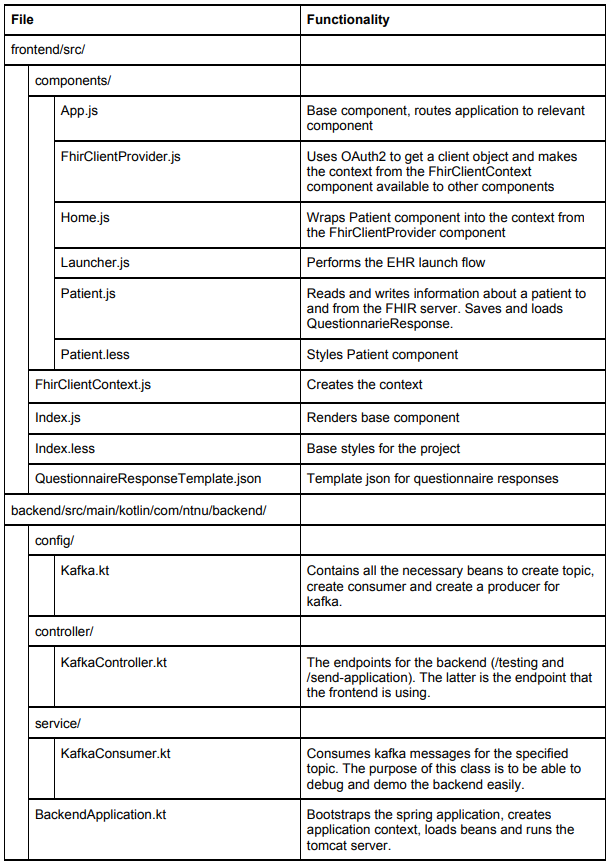 File Functionality
frontend/src/
components/
App.js Base component, routes application to relevant
component
FhirClientProvider.js Uses OAuth2 to get a client object and makes
the context from the FhirClientContext
component available to other components
Home.js Wraps Patient component into the context from
the FhirClientProvider component
Launcher.js Performs the EHR launch flow
Patient.js Reads and writes information about a patient to
and from the FHIR server. Saves and loads
QuestionnarieResponse.
Patient.less Styles Patient component
FhirClientContext.js Creates the context
Index.js Renders base component
Index.less Base styles for the project
QuestionnaireResponseTemplate.json Template json for questionnaire responses
backend/src/main/kotlin/com/ntnu/backend/
config/
Kafka.kt Contains all the necessary beans to create topic,
create consumer and create a producer for
kafka.
controller/
KafkaController.kt The endpoints for the backend (/testing and
/send-application). The latter is the endpoint that
the frontend is using.
service/
KafkaConsumer.kt Consumes kafka messages for the specified
topic. The purpose of this class is to be able to
debug and demo the backend easily.
BackendApplication.kt Bootstraps the spring application, creates
application context, loads beans and runs the
tomcat server.